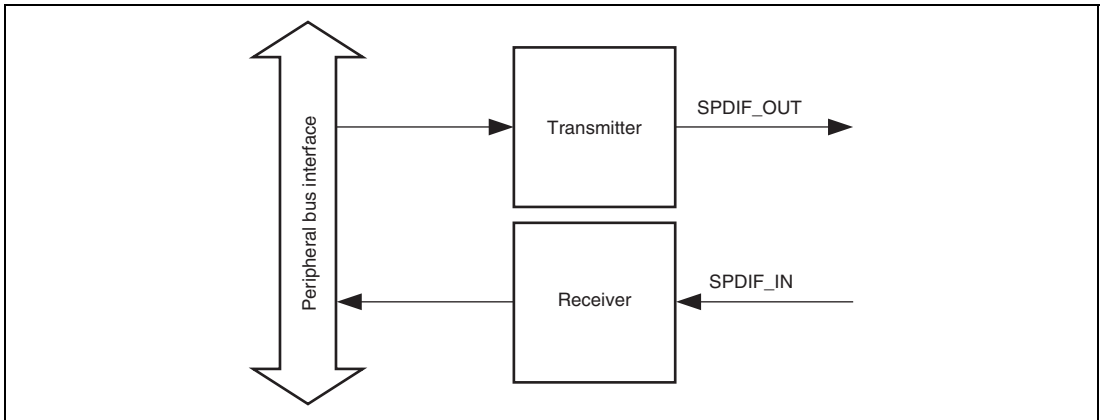 Peripheral bus interface
Transmitter
SPDIF_OUT
Receiver
SPDIF_IN